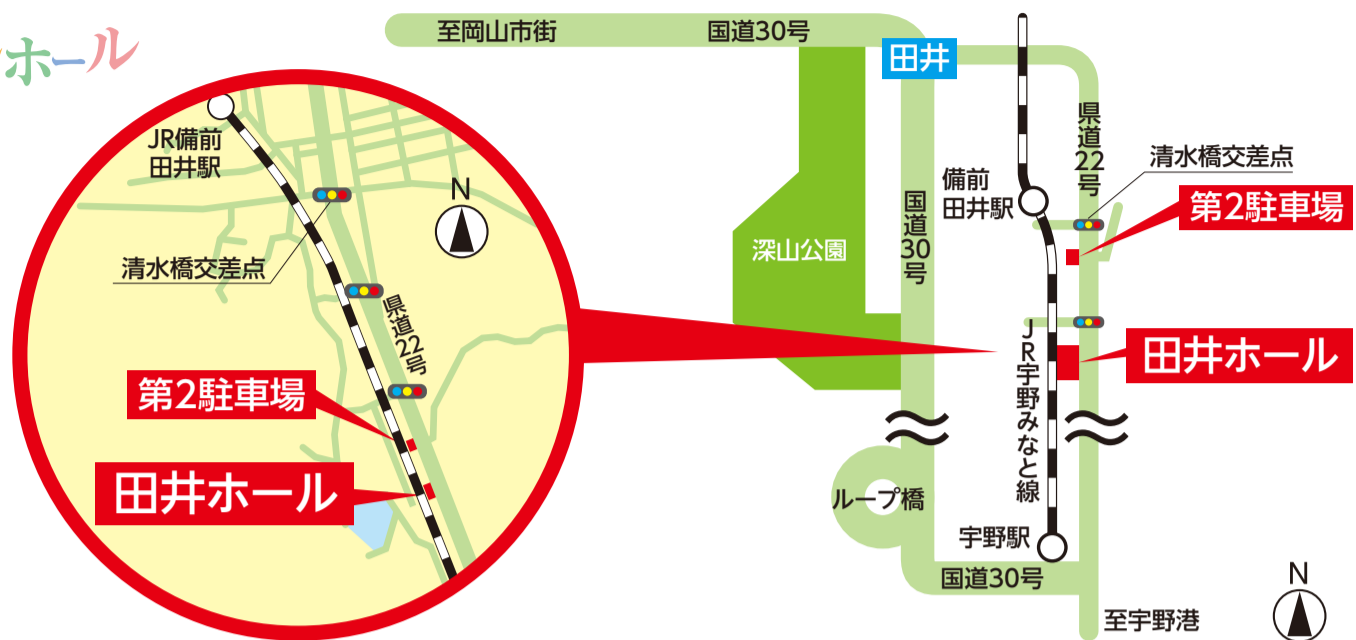 ホール
至岡山市街
国道30号
田井
JR備前
田井駅
N
清水橋交差点
県道22号
第2駐車場
田井ホール
深山公園
国道30号
備前
田井駅
県道22号
清水橋交差点
第2駐車場
JR宇野みなと線
田井ホール
ループ橋
宇野駅
国道30号
至宇野港
N